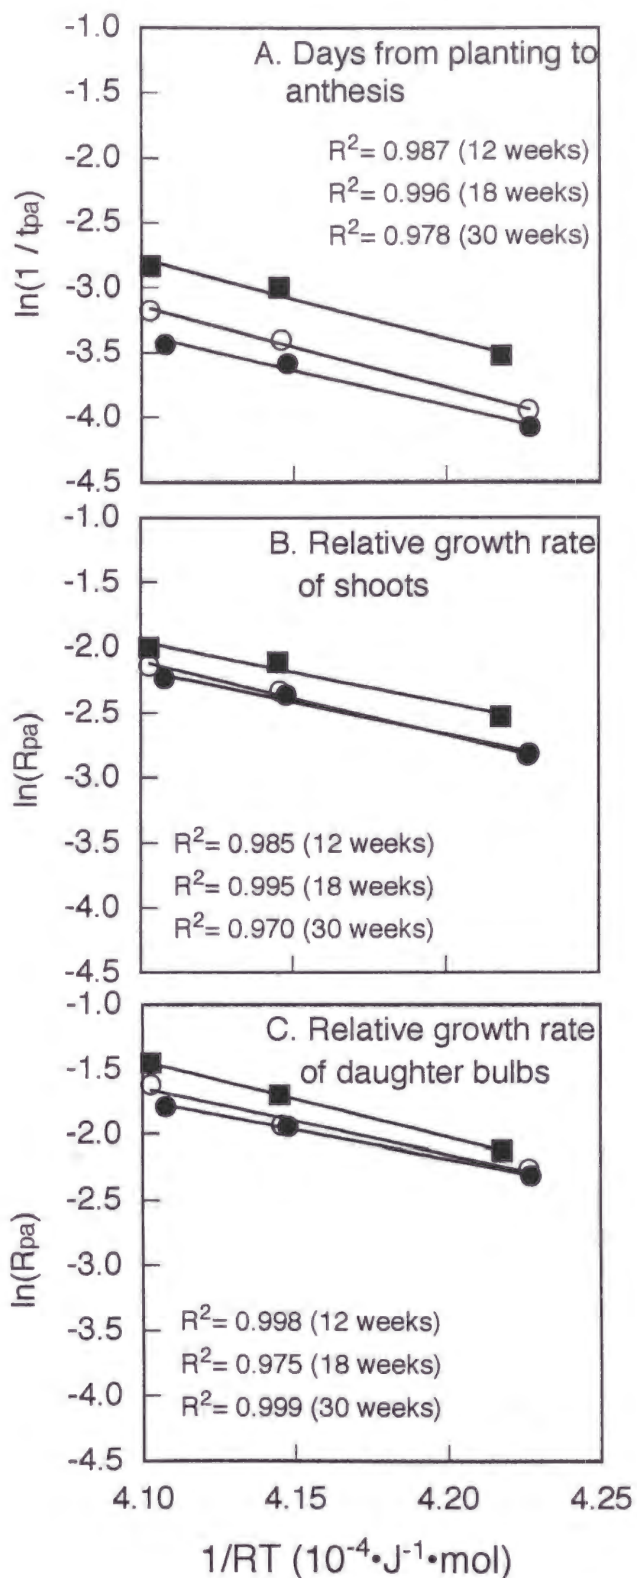 -1.0
A. Days from planting to
anthesis
-1.5
R²= 0.987 (12 weeks)
-2.0
R²= 0.996 (18 weeks)
-2.5
R²= 0.978 (30 weeks)
-3.0
-3.5
-4.0
-4.5
ln(1 / tpa)
-1.0
B. Relative growth rate
of shoots
-1.5
-2.0
-2.5
-3.0
-3.5
R²= 0.985 (12 weeks)
R²= 0.995 (18 weeks)
-4.0
R²= 0.970 (30 weeks)
-4.5
ln(Rpa)
-1.0
C. Relative growth rate
of daughter bulbs
-1.5
-2.0
-2.5
-3.0
-3.5
R²= 0.998 (12 weeks)
R²= 0.975 (18 weeks)
-4.0
R²= 0.999 (30 weeks)
-4.5
ln(Rpa)
4.10 4.15 4.20 4.25
1/RT (10⁻⁴•J⁻¹•mol)